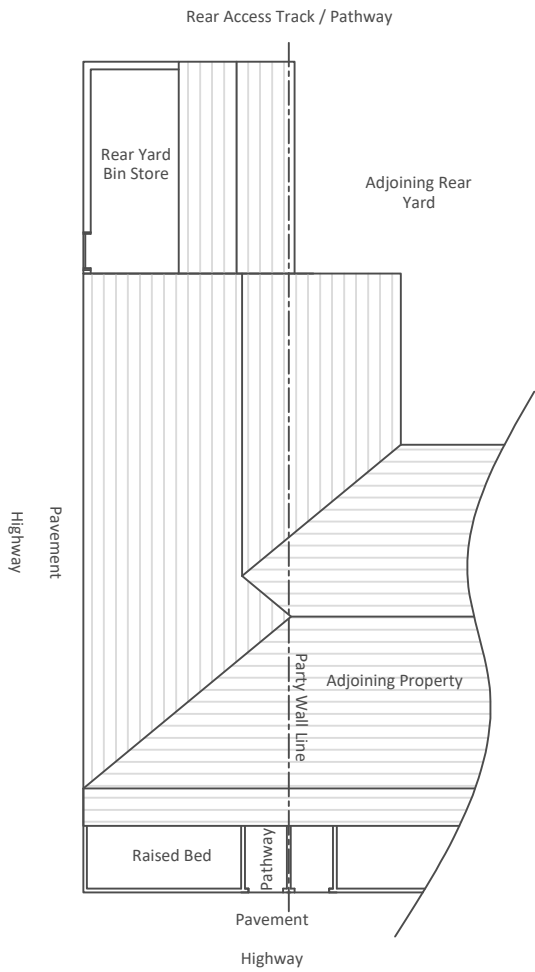 Rear Access Track / Pathway
Rear Yard
Bin Store
Adjoining Rear
Yard
Pavement
Highway
Party Wall Line
Adjoining Property
Raised Bed
Pathway
Pavement
Highway